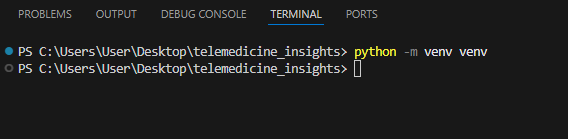 PROBLEMS OUTPUT DEBUG CONSOLE TERMINAL PORTS
PS C:\Users\User\Desktop\telemedicine_insights> python -m venv venv
PS C:\Users\User\Desktop\telemedicine_insights>